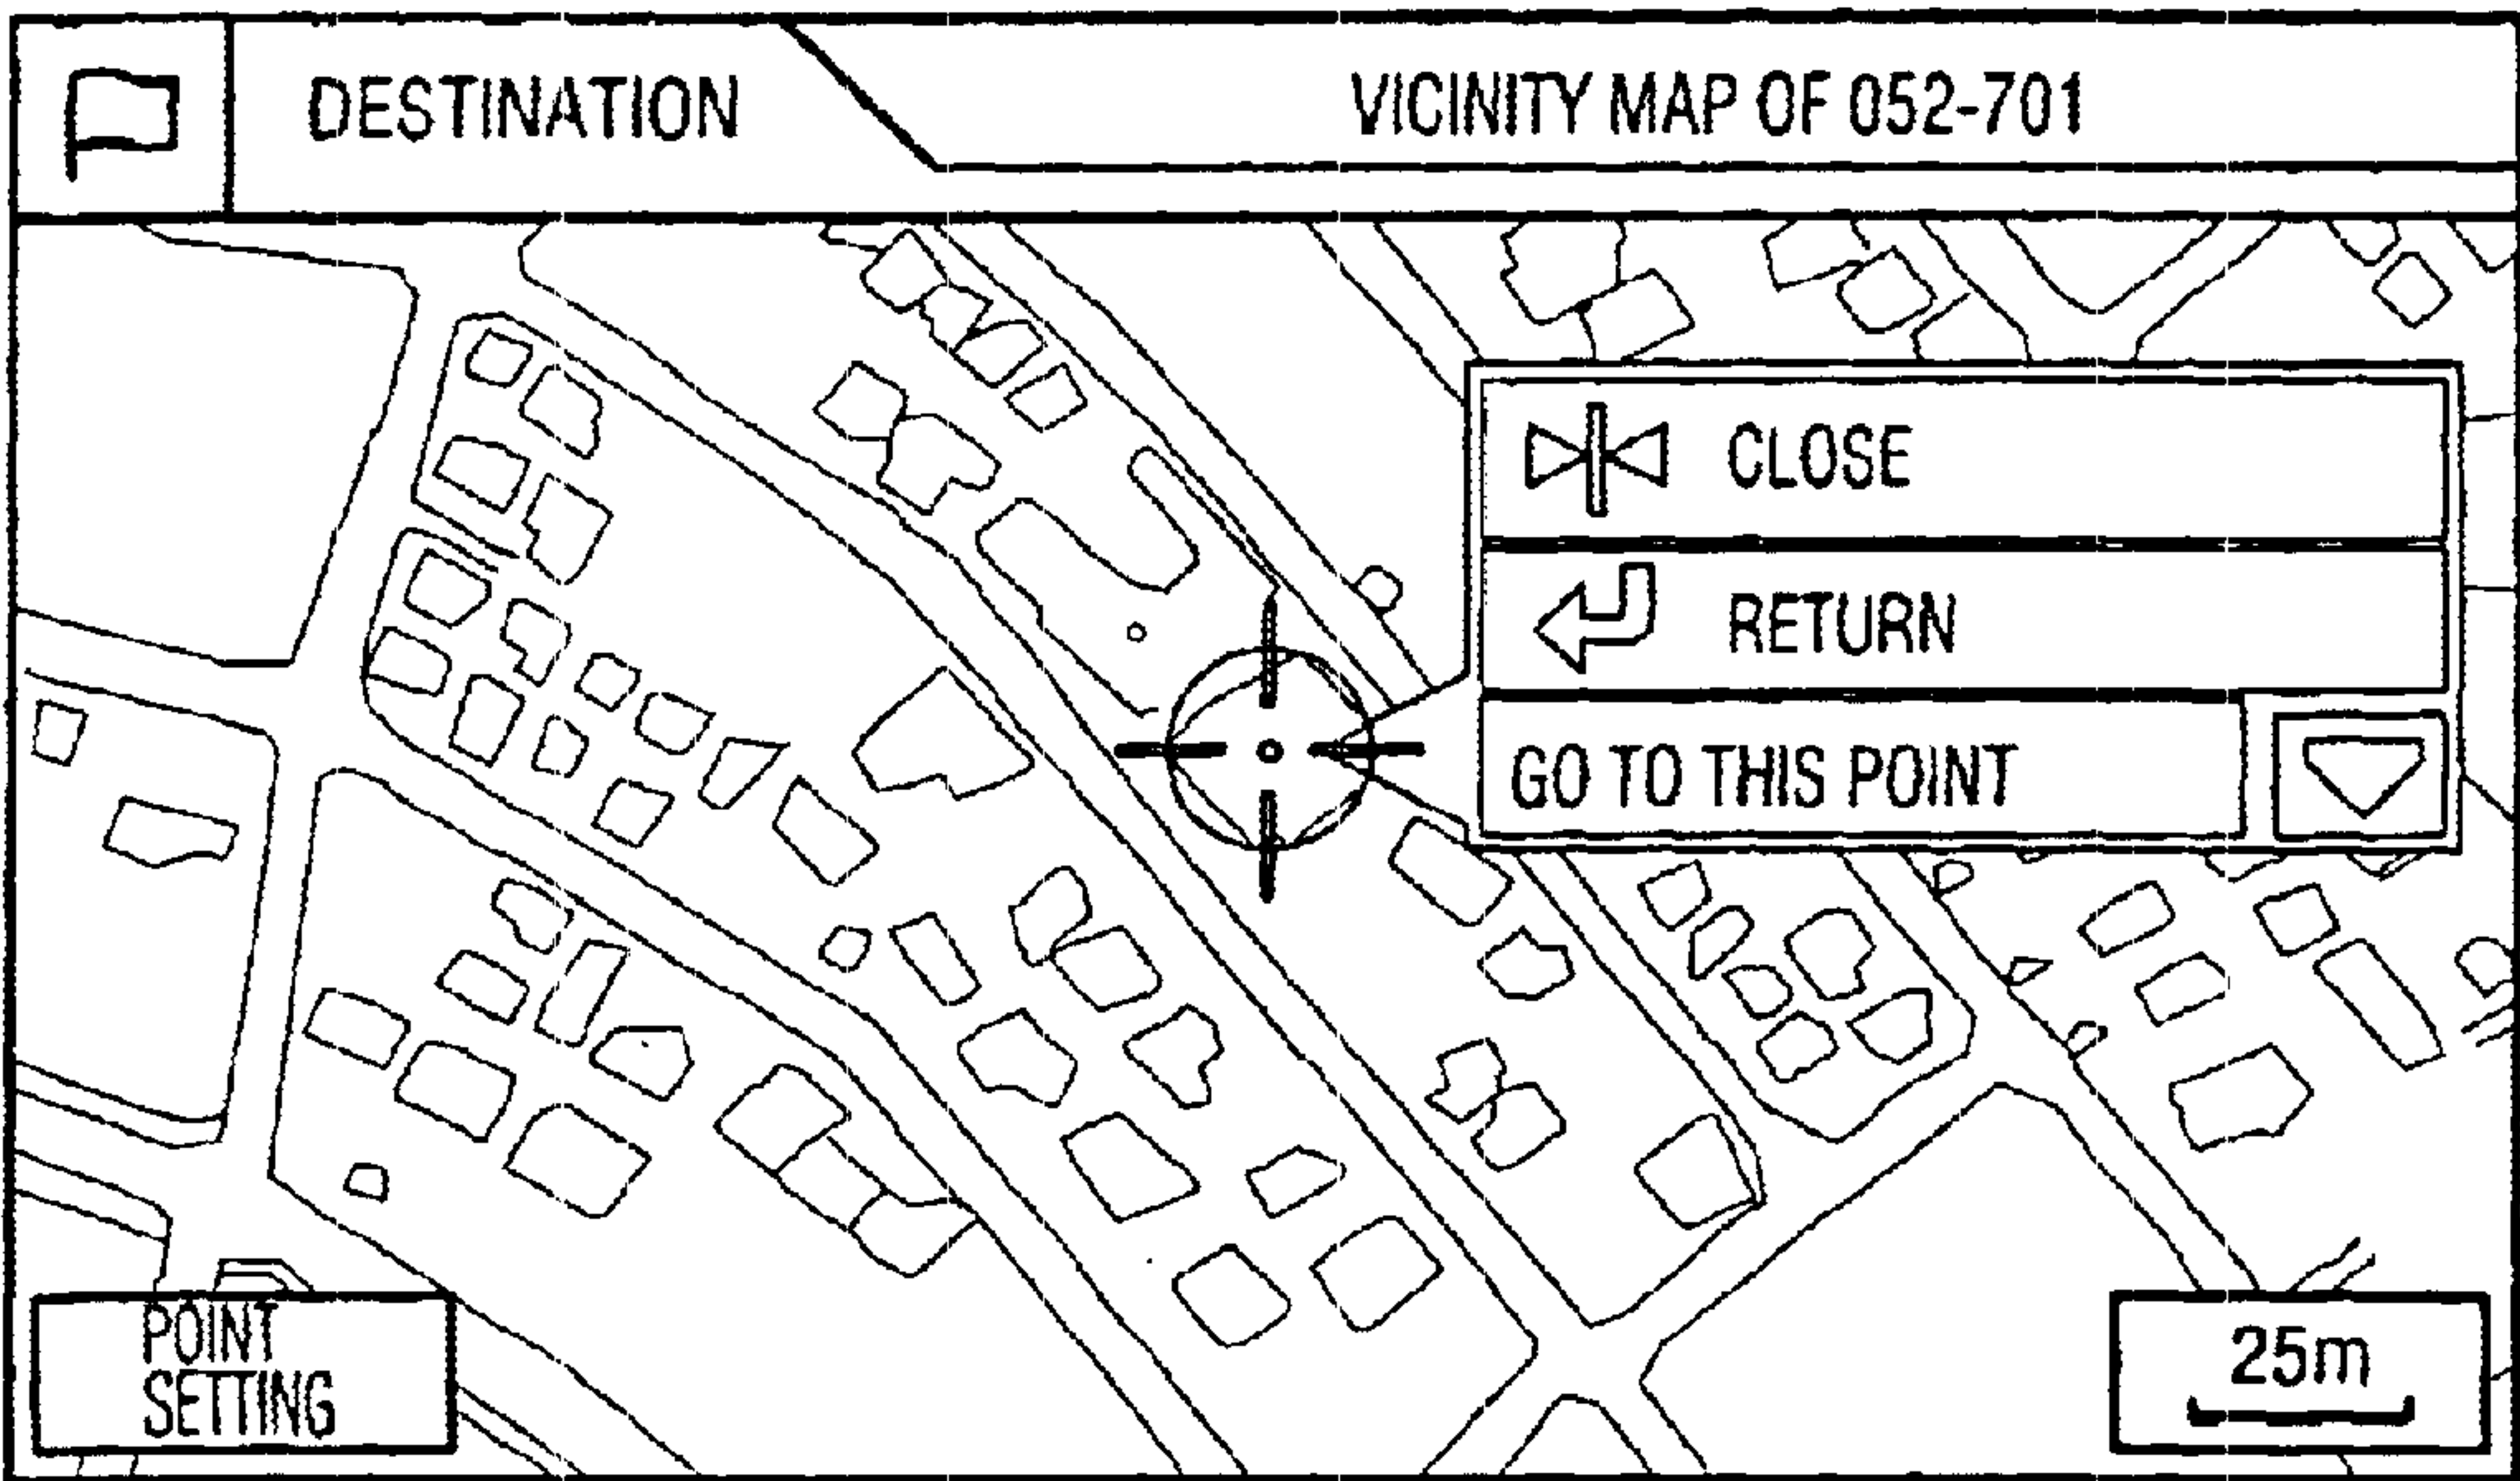 DESTINATION
VICINITY MAP OF 052-701
CLOSE
RETURN
GO TO THIS POINT
POINT
SETTING
25m